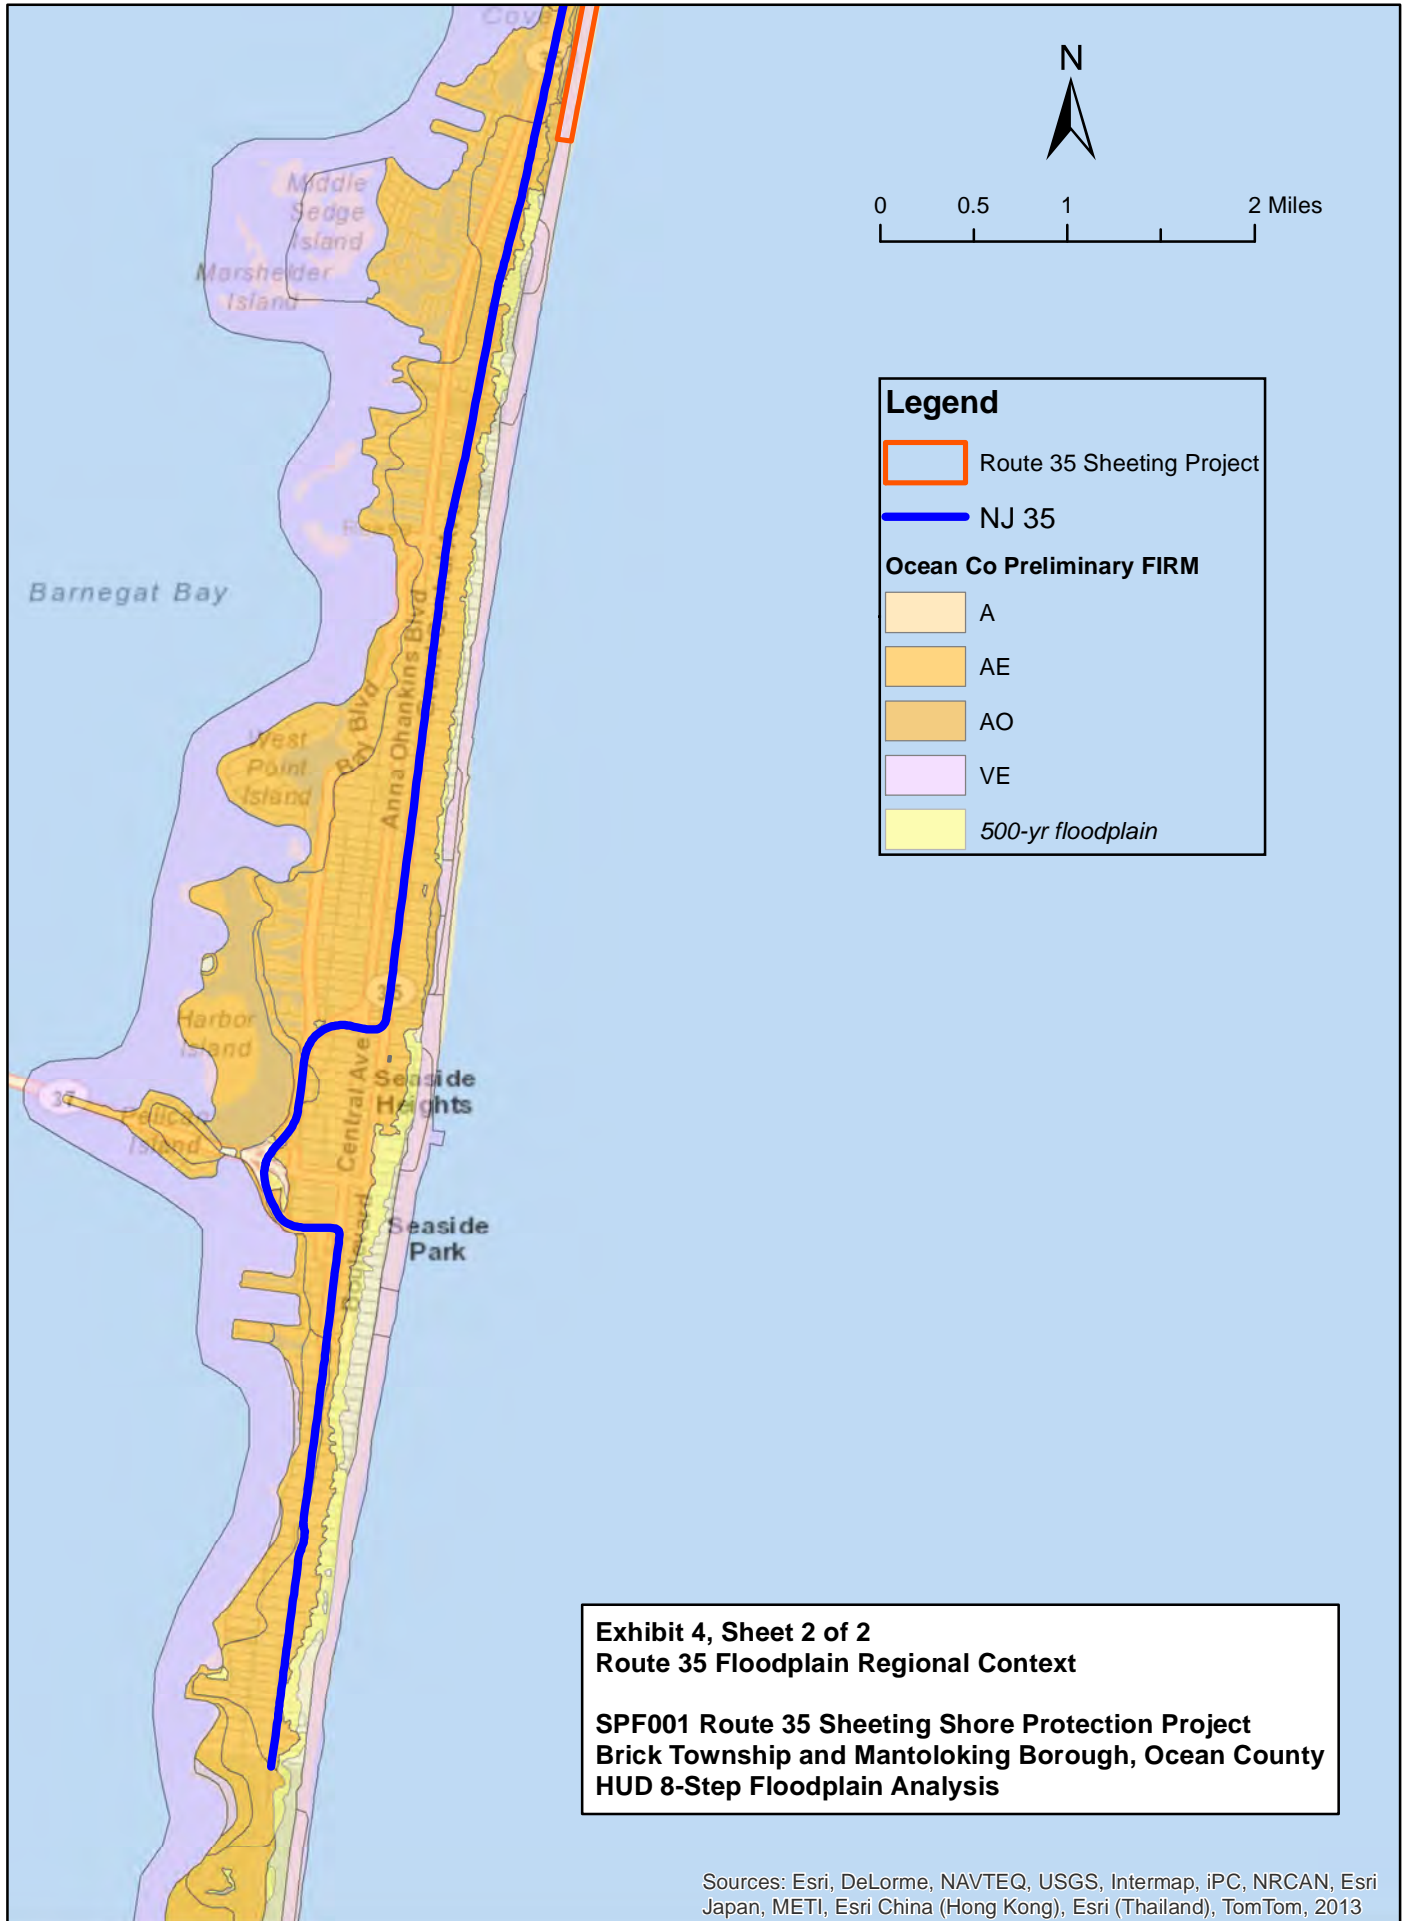 Cove
N
0 0.5 1 2 Miles
Middle
Sedge
Island
Marshelder
Island
Legend
Route 35 Sheeting Project
NJ 35
Ocean Co Preliminary FIRM
A
AE
AO
VE
500-yr floodplain
Barnegat Bay
Anna Ohankins Blvd
Bay Blvd
West
Point
Island
35
Harbor
Island
37
Pelican
Island
Central Ave
Seaside
Heights
Boulevard
Seaside
Park
Exhibit 4, Sheet 2 of 2
Route 35 Floodplain Regional Context
SPF001 Route 35 Sheeting Shore Protection Project
Brick Township and Mantoloking Borough, Ocean County
HUD 8-Step Floodplain Analysis
Sources: Esri, DeLorme, NAVTEQ, USGS, Intermap, iPC, NRCAN, Esri
Japan, METI, Esri China (Hong Kong), Esri (Thailand), TomTom, 2013